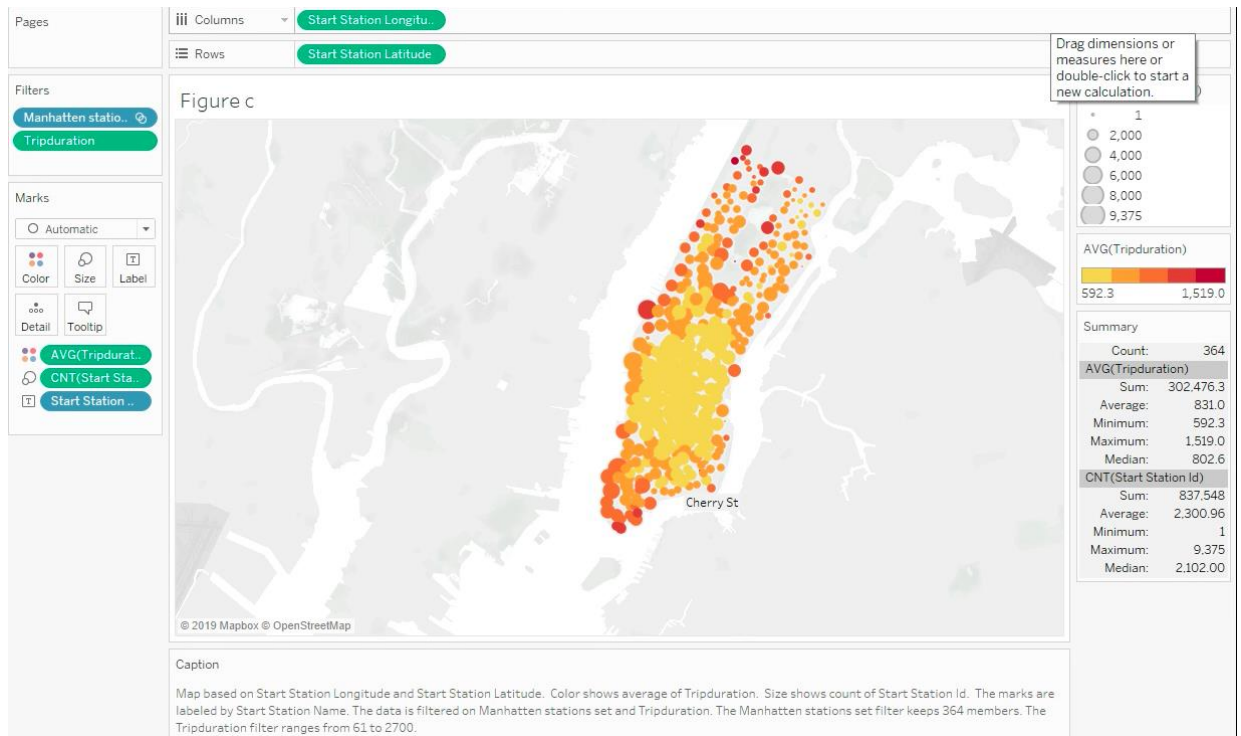 Pages
Columns
Start Station Longitu..
Rows
Start Station Latitude
Drag dimensions or
measures here or
double-click to start a
new calculation.
)
Filters
Manhatten statio..
Tripduration
Marks
Automatic
Color
Size
Label
Detail
Tooltip
AVG(Tripdurat..
CNT(Start Sta..
Start Station ..
Figure c
Cherry St
© 2019 Mapbox © OpenStreetMap
1
2,000
4,000
6,000
8,000
9,375
AVG(Tripduration)
592.3 1,519.0
Summary
Count: 364
AVG(Tripduration)
Sum: 302,476.3
Average: 831.0
Minimum: 592.3
Maximum: 1,519.0
Median: 802.6
CNT(Start Station Id)
Sum: 837,548
Average: 2,300.96
Minimum: 1
Maximum: 9,375
Median: 2,102.00
Caption
Map based on Start Station Longitude and Start Station Latitude. Color shows average of Tripduration. Size shows count of Start Station Id. The marks are
labeled by Start Station Name. The data is filtered on Manhatten stations set and Tripduration. The Manhatten stations set filter keeps 364 members. The
Tripduration filter ranges from 61 to 2700.